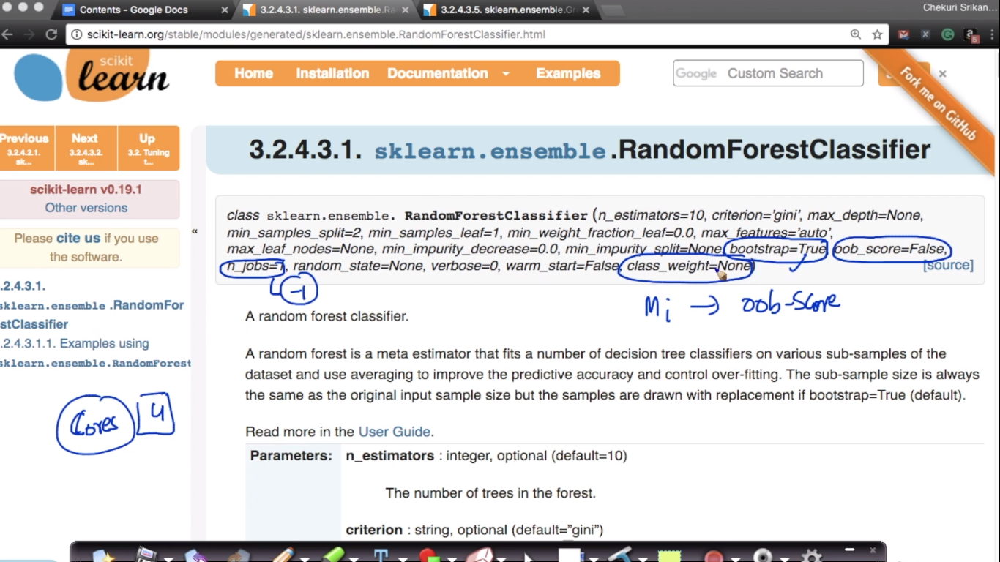 Chekuri Srikan...
Contents - Google Docs
3.2.4.3.1. sklearn.ensemble.Ra
3.2.4.3.5. sklearn.ensemble.Gr
scikit-learn.org/stable/modules/generated/sklearn.ensemble.RandomForestClassifier.html
scikit
learn
Home Installation Documentation Examples
Google Custom Search
Fork me on GitHub
Previous Next Up
3.2.4.2.1. 3.2.4.3.2. 3.2. Tuning
sk... sk... t...
3.2.4.3.1. sklearn.ensemble.RandomForestClassifier
scikit-learn v0.19.1
Other versions
Please cite us if you use
the software.
«
class sklearn.ensemble. RandomForestClassifier (n_estimators=10, criterion='gini', max_depth=None,
min_samples_split=2, min_samples_leaf=1, min_weight_fraction_leaf=0.0, max_features='auto',
max_leaf_nodes=None, min_impurity_decrease=0.0, min_impurity_split=None, bootstrap=True, oob_score=False,
n_jobs=1, random_state=None, verbose=0, warm_start=False, class_weight=None)
[source]
-1
Mi → oob-score
.2.4.3.1.
sklearn.ensemble.RandomFor
stClassifier
.2.4.3.1.1. Examples using
sklearn.ensemble.RandomForest
Cores 4
A random forest classifier.
A random forest is a meta estimator that fits a number of decision tree classifiers on various sub-samples of the
dataset and use averaging to improve the predictive accuracy and control over-fitting. The sub-sample size is always
the same as the original input sample size but the samples are drawn with replacement if bootstrap=True (default).
Read more in the User Guide.
Parameters: n_estimators : integer, optional (default=10)
The number of trees in the forest.
criterion : string, optional (default="gini")